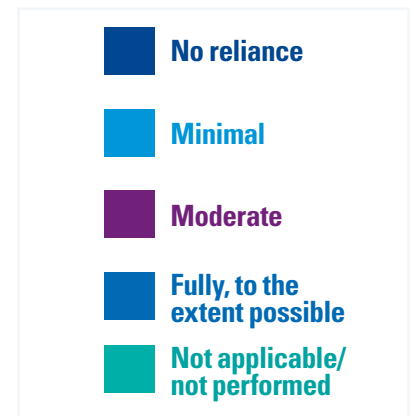 No reliance
Minimal
Moderate
Fully, to the
extent possible
Not applicable/
not performed